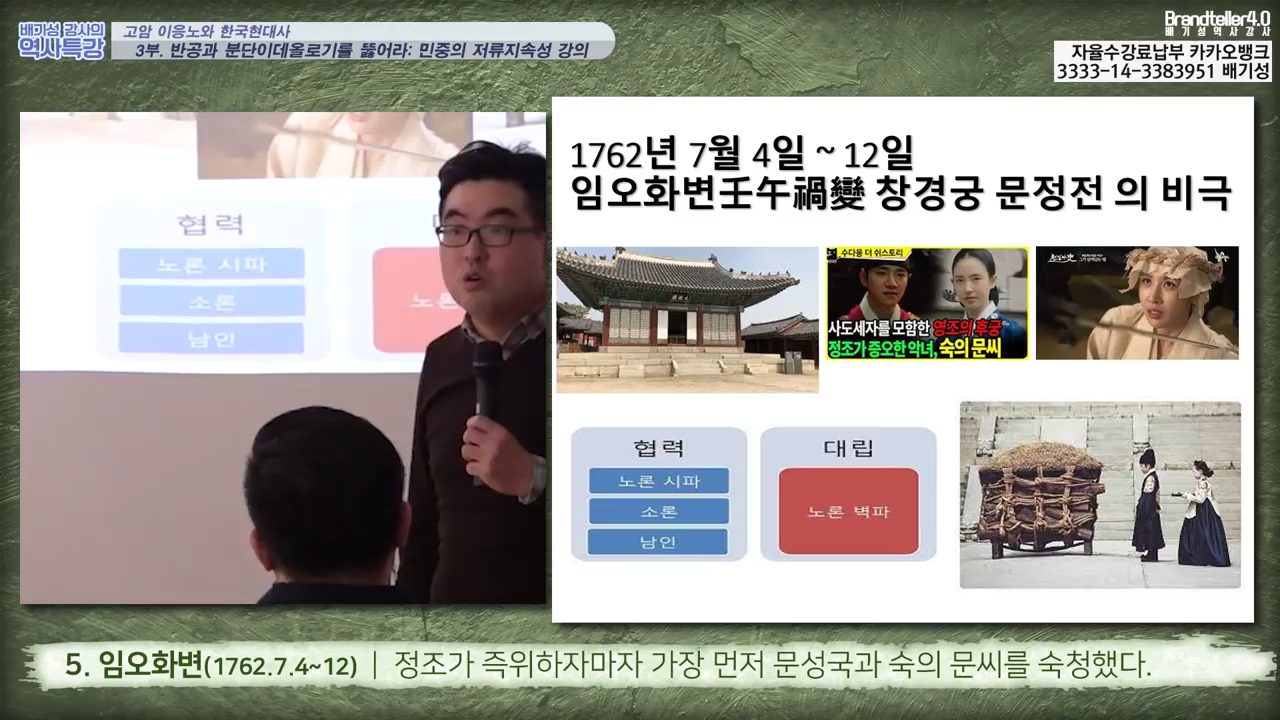 배기성 강사의
역사특강
고암 이응노와 한국현대사
3부. 반공과 분단이데올로기를 뚫어라: 민중의 저류지속성 강의
Brandteller4.0
배기성역사강사
자율수강료납부 카카오뱅크
3333-14-3383951 배기성
협력
노론 시파
소론
남인
노론
1762년 7월 4일 ~ 12일
임오화변壬午禍變 창경궁 문정전 의 비극
수다몽 더 쉬스토리
사도세자를 모함한 영조의 후궁
정조가 증오한 악녀, 숙의 문씨
협력
노론 시파
소론
남인
대립
노론 벽파
5. 임오화변(1762.7.4~12) | 정조가 즉위하자마자 가장 먼저 문성국과 숙의 문씨를 숙청했다.